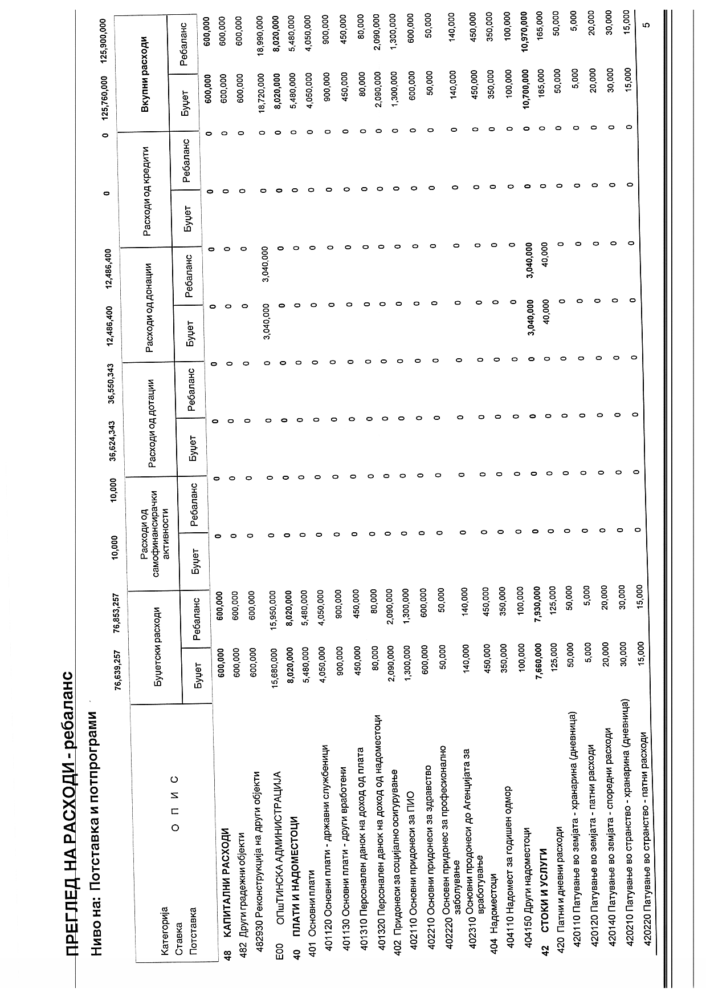 ПРЕГЛЕД НА РАСХОДИ - ребаланс
Ниво на: Потставка и потпрограми
76,639,257 76,853,257 10,000 10,000 36,624,343 36,550,343 12,486,400 12,486,400 0 0 125,760,000 125,900,000
Категорија
Ставка О П И С
Потставка
Буџетски расходи Расходи од самофинансирачки активности Расходи од дотации Расходи од донации Расходи од кредити Вкупни расходи
Буџет Ребаланс Буџет Ребаланс Буџет Ребаланс Буџет Ребаланс Буџет Ребаланс Буџет Ребаланс
48 КАПИТАЛНИ РАСХОДИ 600,000 600,000 0 0 0 0 0 0 0 0 600,000 600,000
482 Други градежни објекти 600,000 600,000 0 0 0 0 0 0 0 0 600,000 600,000
482930 Реконструкција на други објекти 600,000 600,000 0 0 0 0 0 0 0 0 600,000 600,000
Е00 ОПШТИНСКА АДМИНИСТРАЦИЈА 15,680,000 15,950,000 0 0 0 0 3,040,000 3,040,000 0 0 18,720,000 18,990,000
40 ПЛАТИ И НАДОМЕСТОЦИ 8,020,000 8,020,000 0 0 0 0 0 0 0 0 8,020,000 8,020,000
401 Основни плати 5,480,000 5,480,000 0 0 0 0 0 0 0 0 5,480,000 5,480,000
401120 Основни плати - државни службеници 4,050,000 4,050,000 0 0 0 0 0 0 0 0 4,050,000 4,050,000
401130 Основни плати - други вработени 900,000 900,000 0 0 0 0 0 0 0 0 900,000 900,000
401310 Персонален данок на доход од плата 450,000 450,000 0 0 0 0 0 0 0 0 450,000 450,000
401320 Персонален данок на доход од надоместоци 80,000 80,000 0 0 0 0 0 0 0 0 80,000 80,000
402 Придонеси за социјално осигурување 2,090,000 2,090,000 0 0 0 0 0 0 0 0 2,090,000 2,090,000
402110 Основни придонеси за ПИО 1,300,000 1,300,000 0 0 0 0 0 0 0 0 1,300,000 1,300,000
402210 Основни придонеси за здравство 600,000 600,000 0 0 0 0 0 0 0 0 600,000 600,000
402220 Основен придонес за професионално 50,000 50,000 0 0 0 0 0 0 0 0 50,000 50,000
заболување
402310 Основни продонеси до Агенцијата за 140,000 140,000 0 0 0 0 0 0 0 0 140,000 140,000
вработување
404 Надоместоци 450,000 450,000 0 0 0 0 0 0 0 0 450,000 450,000
404110 Надомест за годишен одмор 350,000 350,000 0 0 0 0 0 0 0 0 350,000 350,000
404150 Други надоместоци 100,000 100,000 0 0 0 0 0 0 0 0 100,000 100,000
42 СТОКИ И УСЛУГИ 7,660,000 7,930,000 0 0 0 0 3,040,000 3,040,000 0 0 10,700,000 10,970,000
420 Патни и дневни расходи 125,000 125,000 0 0 0 0 40,000 40,000 0 0 165,000 165,000
420110 Патување во земјата - хранарина (дневница) 50,000 50,000 0 0 0 0 0 0 0 0 50,000 50,000
420120 Патување во земјата - патни расходи 5,000 5,000 0 0 0 0 0 0 0 0 5,000 5,000
420140 Патување во земјата - споредни расходи 20,000 20,000 0 0 0 0 0 0 0 0 20,000 20,000
420210 Патување во странство - хранарина (дневница) 30,000 30,000 0 0 0 0 0 0 0 0 30,000 30,000
420220 Патување во странство - патни расходи 15,000 15,000 0 0 0 0 0 0 0 0 15,000 15,000
5